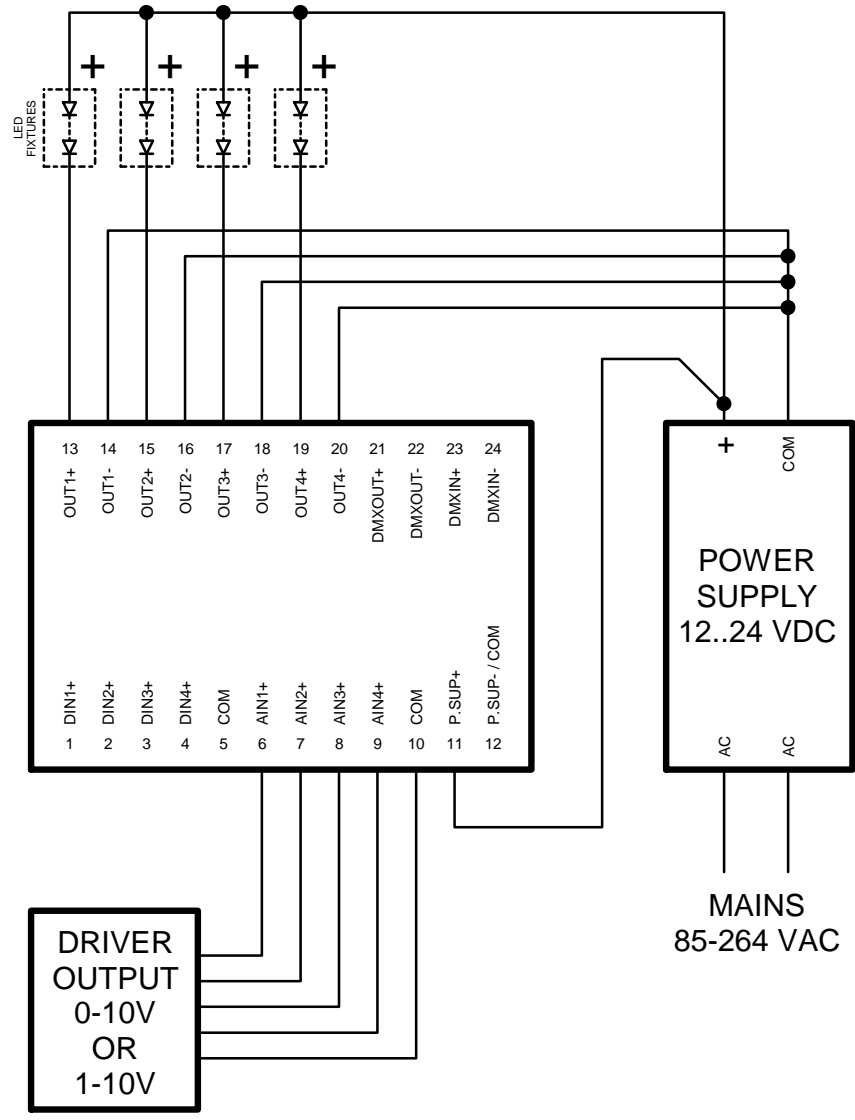 + + + +
LED
FIXTURES
13 14 15 16 17 18 19 20 21 22 23 24
OUT1+ OUT1- OUT2+ OUT2- OUT3+ OUT3- OUT4+ OUT4- DMXOUT+ DMXOUT- DMXIN+ DMXIN-
DIN1+ DIN2+ DIN3+ DIN4+ COM AIN1+ AIN2+ AIN3+ AIN4+ COM P.SUP+ P.SUP- / COM
1 2 3 4 5 6 7 8 9 10 11 12
+ COM
POWER
SUPPLY
12..24 VDC
AC AC
MAINS
85-264 VAC
DRIVER
OUTPUT
0-10V
OR
1-10V